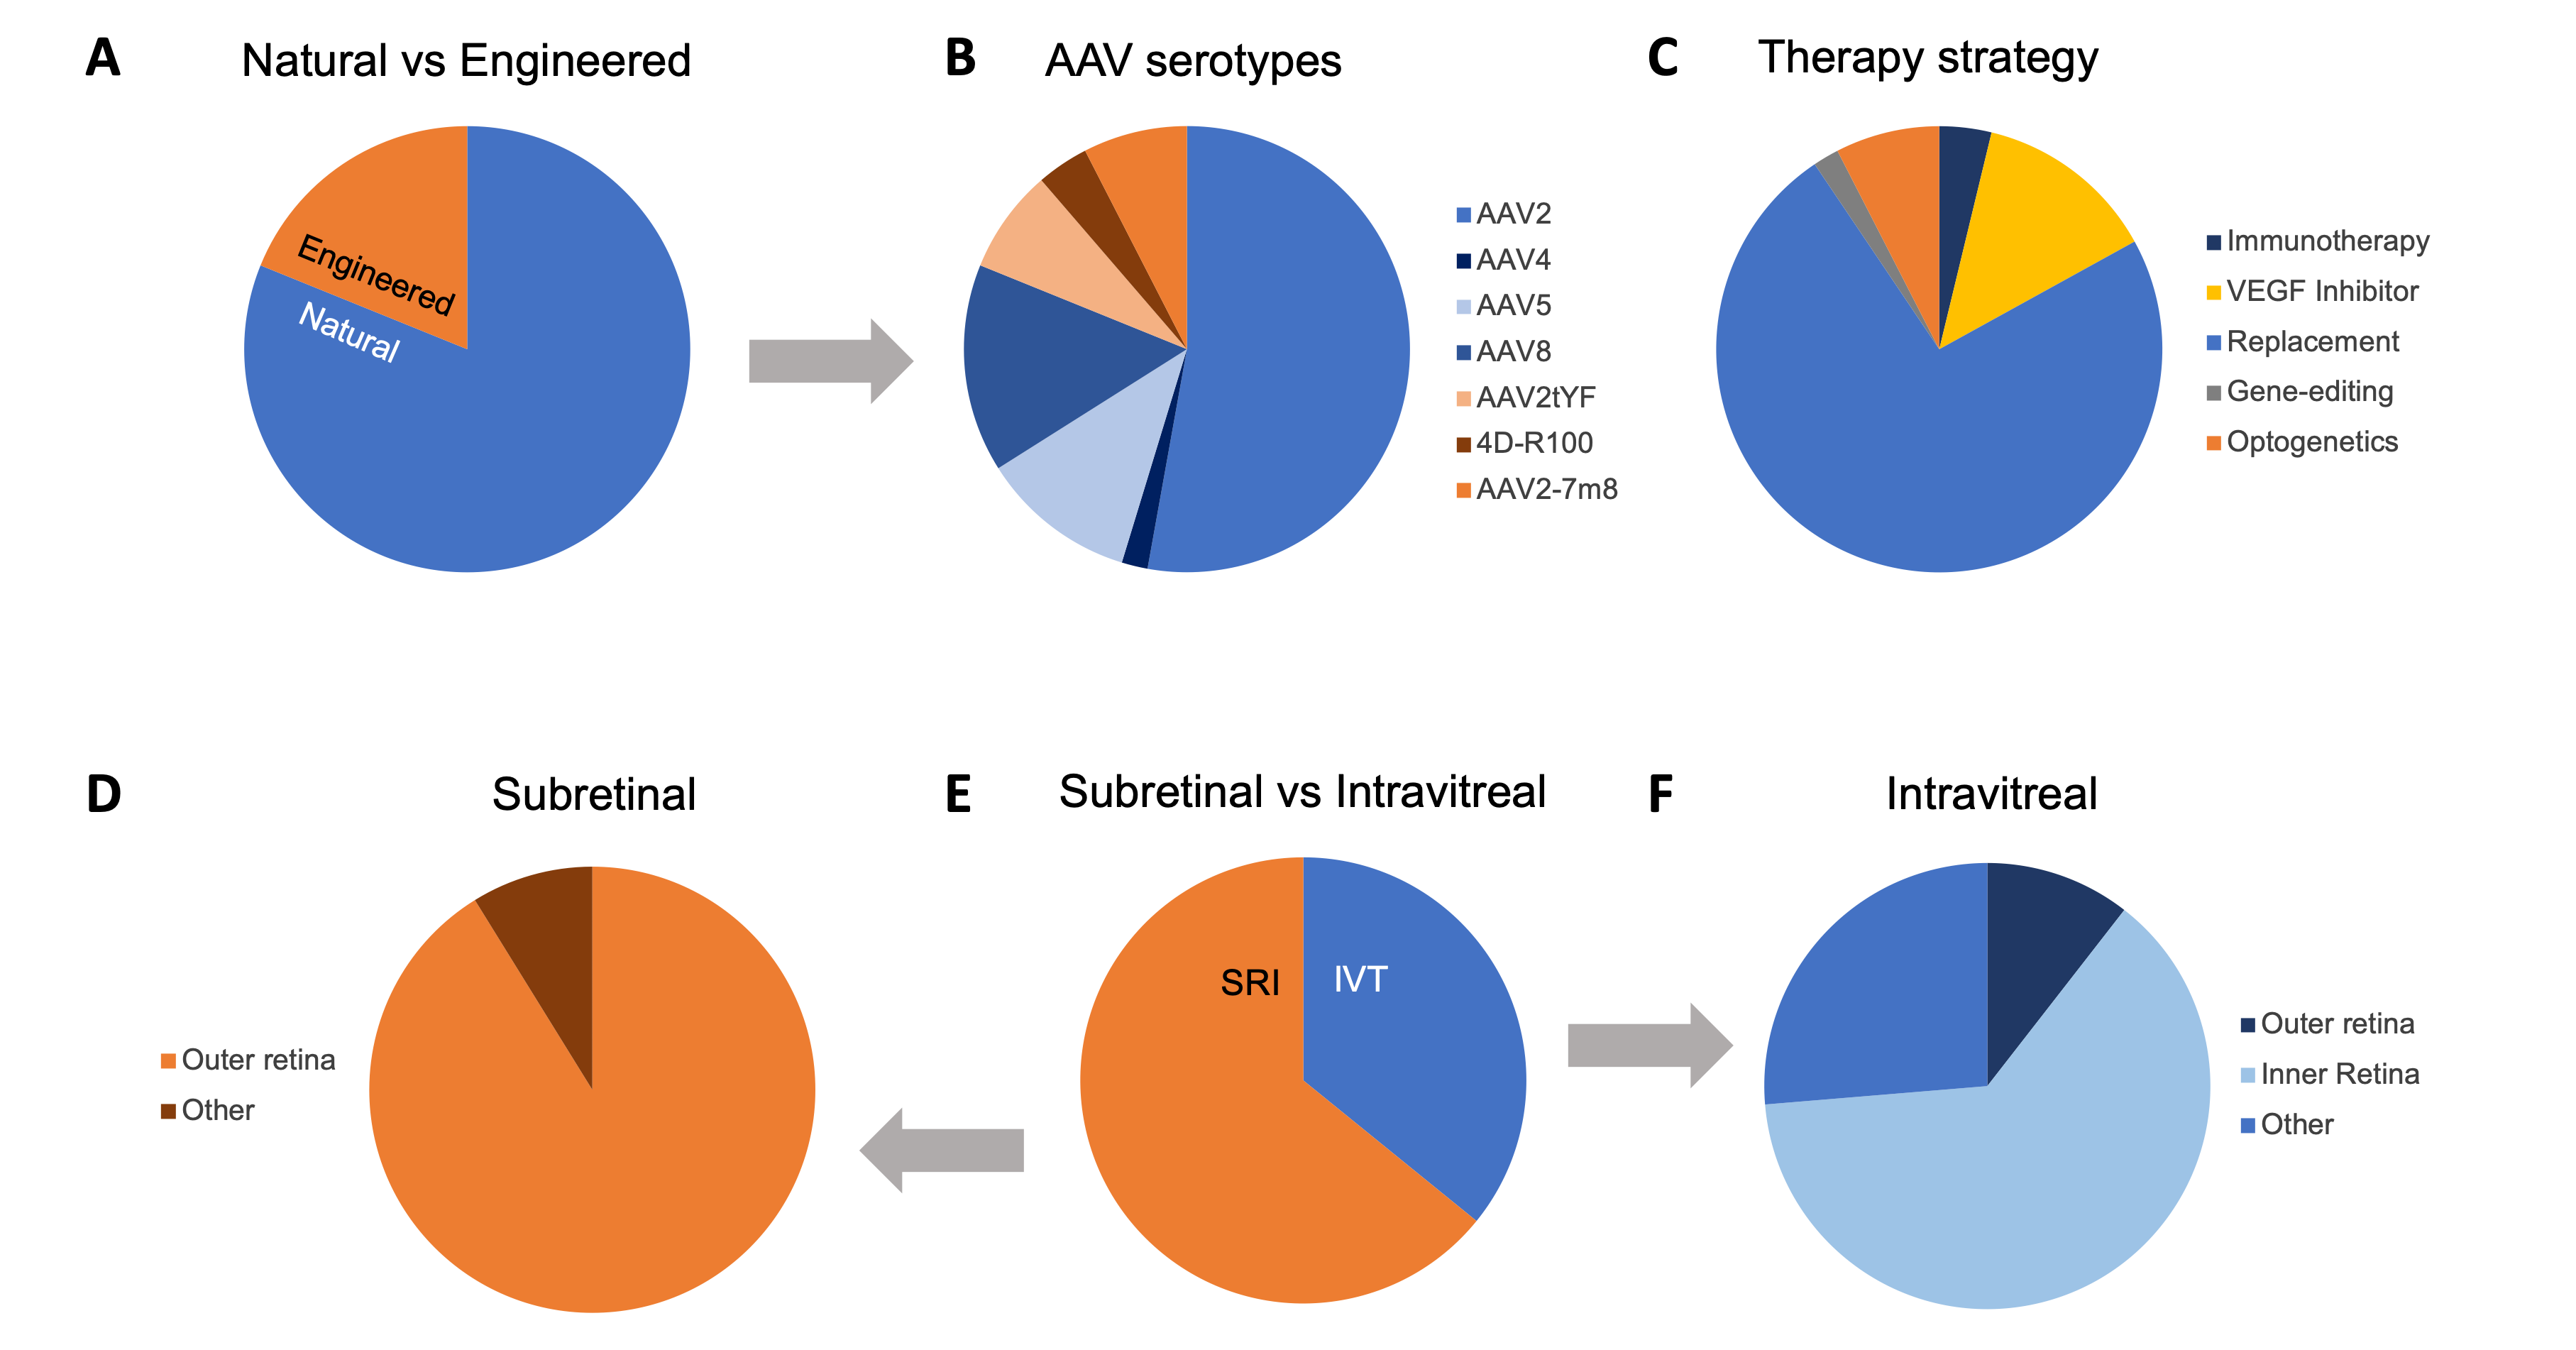 A
Natural vs Engineered
Engineered
Natural
B
AAV serotypes
AAV2
AAV4
AAV5
AAV8
AAV2tYF
4D-R100
AAV2-7m8
C
Therapy strategy
Immunotherapy
VEGF Inhibitor
Replacement
Gene-editing
Optogenetics
D
Subretinal
Outer retina
Other
E
Subretinal vs Intravitreal
SRI
IVT
F
Intravitreal
Outer retina
Inner Retina
Other